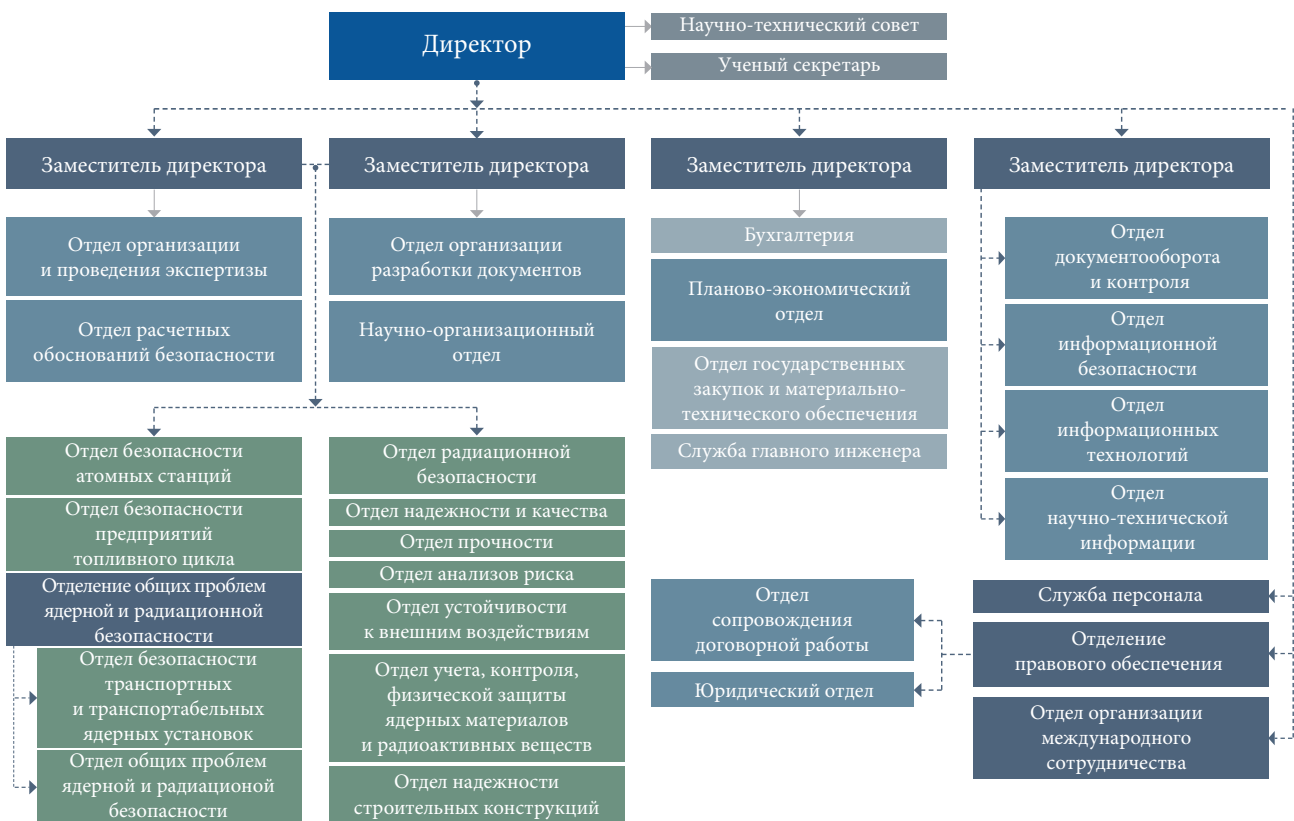 Директор
Научно-технический совет
Ученый секретарь
Заместитель директора
Заместитель директора
Заместитель директора
Заместитель директора
Отдел организации
и проведения экспертизы
Отдел расчетных
обоснований безопасности
Отдел организации
разработки документов
Научно-организационный
отдел
Бухгалтерия
Планово-экономический
отдел
Отдел государственных
закупок и материально-
технического обеспечения
Служба главного инженера
Отдел
документооборота
и контроля
Отдел
информационной
безопасности
Отдел
информационных
технологий
Отдел
научно-технической
информации
Отдел безопасности
атомных станций
Отдел безопасности
предприятий
топливного цикла
Отделение общих проблем
ядерной и радиационной
безопасности
Отдел безопасности
транспортных
и транспортабельных
ядерных установок
Отдел общих проблем
ядерной и радиационой
безопасности
Отдел радиационной
безопасности
Отдел надежности и качества
Отдел прочности
Отдел анализов риска
Отдел устойчивости
к внешним воздействиям
Отдел учета, контроля,
физической защиты
ядерных материалов
и радиоактивных веществ
Отдел надежности
строительных конструкций
Отдел
сопровождения
договорной работы
Юридический отдел
Служба персонала
Отделение
правового обеспечения
Отдел организации
международного
сотрудничества